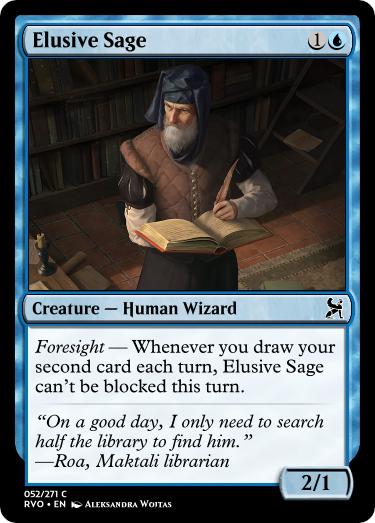 Elusive Sage 1
Creature — Human Wizard
Foresight — Whenever you draw your
second card each turn, Elusive Sage
can't be blocked this turn.
“On a good day, I only need to search
half the library to find him.”
—Roa, Maktali librarian
2/1
052/271 C
RVO • EN Aleksandra Wojtas